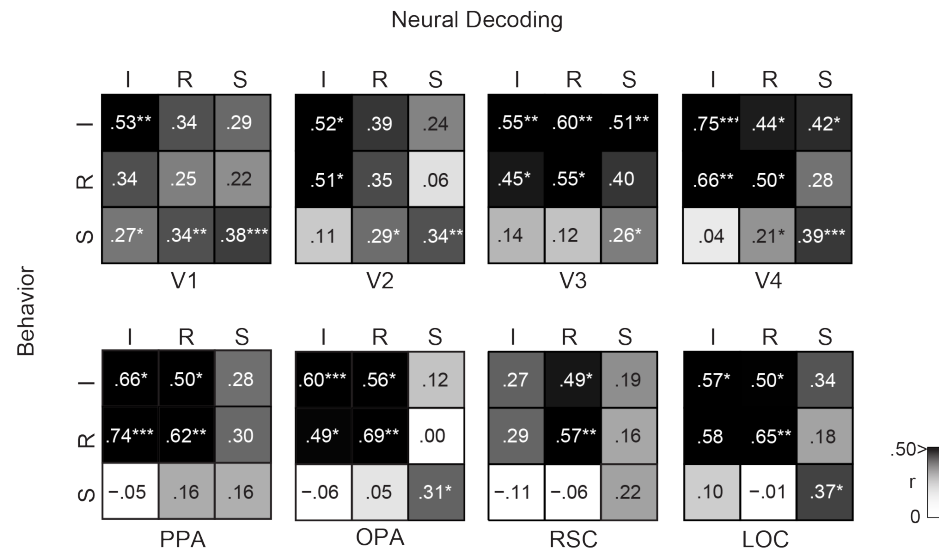 Neural Decoding
I R S I R S I R S I R S
I .53** .34 .29 .52* .39 .24 .55** .60** .51** .75*** .44* .42*
R .34 .25 .22 .51* .35 .06 .45* .55* .40 .66** .50* .28
S .27* .34** .38*** .11 .29* .34** .14 .12 .26* .04 .21* .39***
V1 V2 V3 V4
Behavior
I R S I R S I R S I R S
I .66* .50* .28 .60*** .56* .12 .27 .49* .19 .57* .50* .34
R .74*** .62** .30 .49* .69** .00 .29 .57** .16 .58 .65** .18
S −.05 .16 .16 −.06 .05 .31* −.11 −.06 .22 .10 −.01 .37*
PPA OPA RSC LOC
.50>
r
0